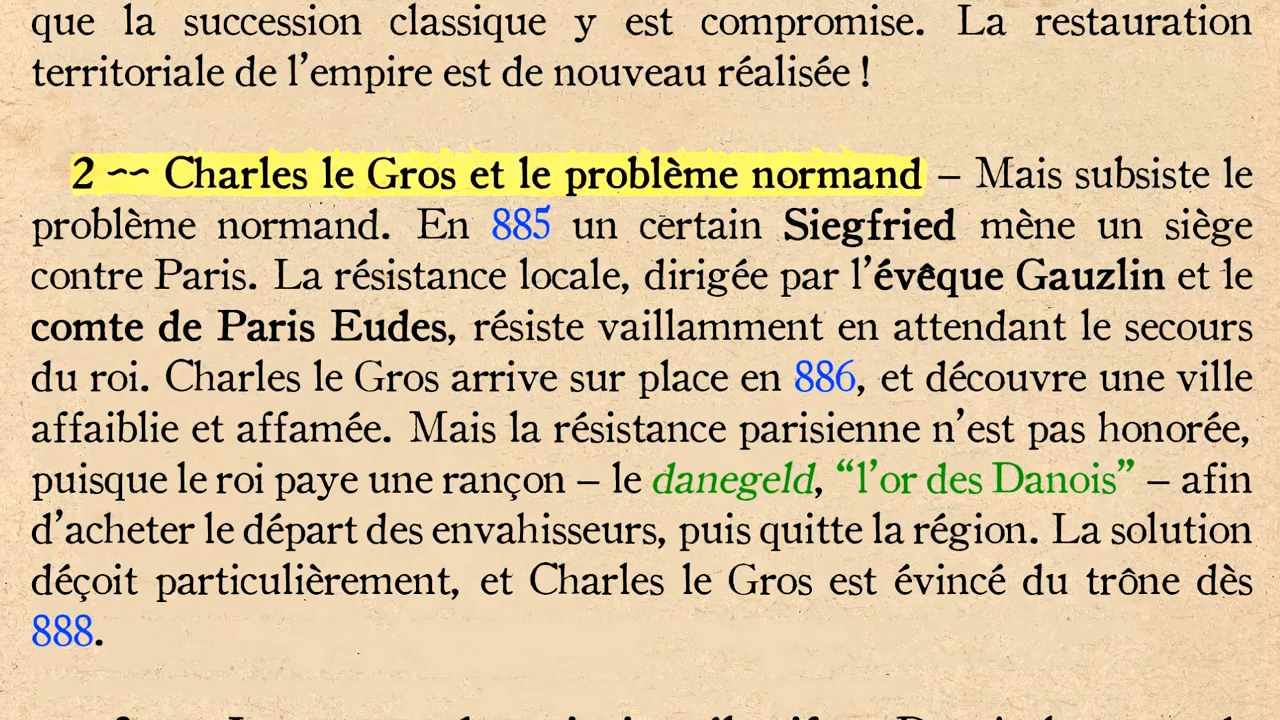 que la succession classique y est compromise. La restauration
territoriale de l’empire est de nouveau réalisée !
2 ~~ Charles le Gros et le problème normand – Mais subsiste le
problème normand. En 885 un certain Siegfried mène un siège
contre Paris. La résistance locale, dirigée par l’évêque Gauzlin et le
comte de Paris Eudes, résiste vaillamment en attendant le secours
du roi. Charles le Gros arrive sur place en 886, et découvre une ville
affaiblie et affamée. Mais la résistance parisienne n’est pas honorée,
puisque le roi paye une rançon – le danegeld, “l’or des Danois” – afin
d’acheter le départ des envahisseurs, puis quitte la région. La solution
déçoit particulièrement, et Charles le Gros est évincé du trône dès
888.